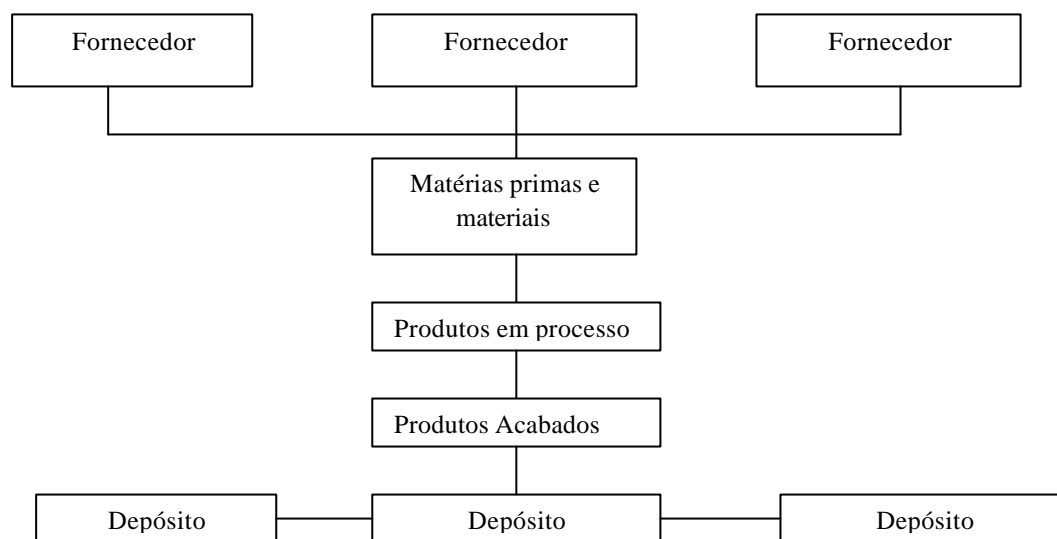 Fornecedor
Fornecedor
Fornecedor
Matérias primas e
materiais
Produtos em processo
Produtos Acabados
Depósito
Depósito
Depósito